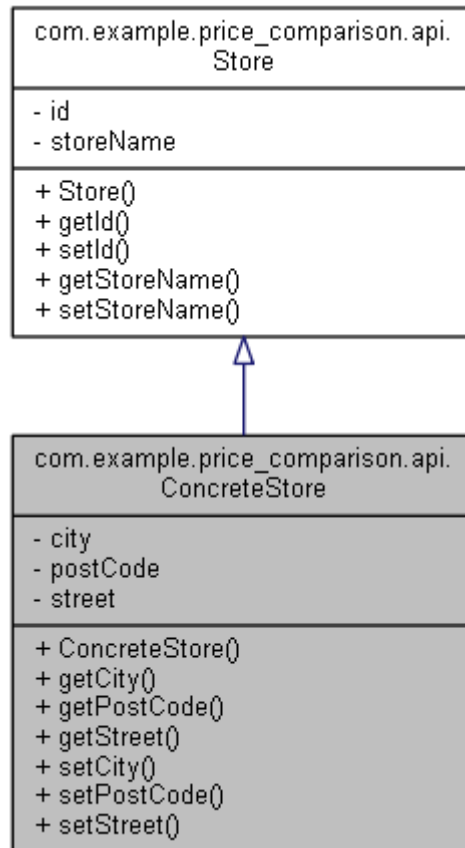 com.example.price_comparison.api.
Store
- id
- storeName
+ Store()
+ getId()
+ setId()
+ getStoreName()
+ setStoreName()
com.example.price_comparison.api.
ConcreteStore
- city
- postCode
- street
+ ConcreteStore()
+ getCity()
+ getPostCode()
+ getStreet()
+ setCity()
+ setPostCode()
+ setStreet()